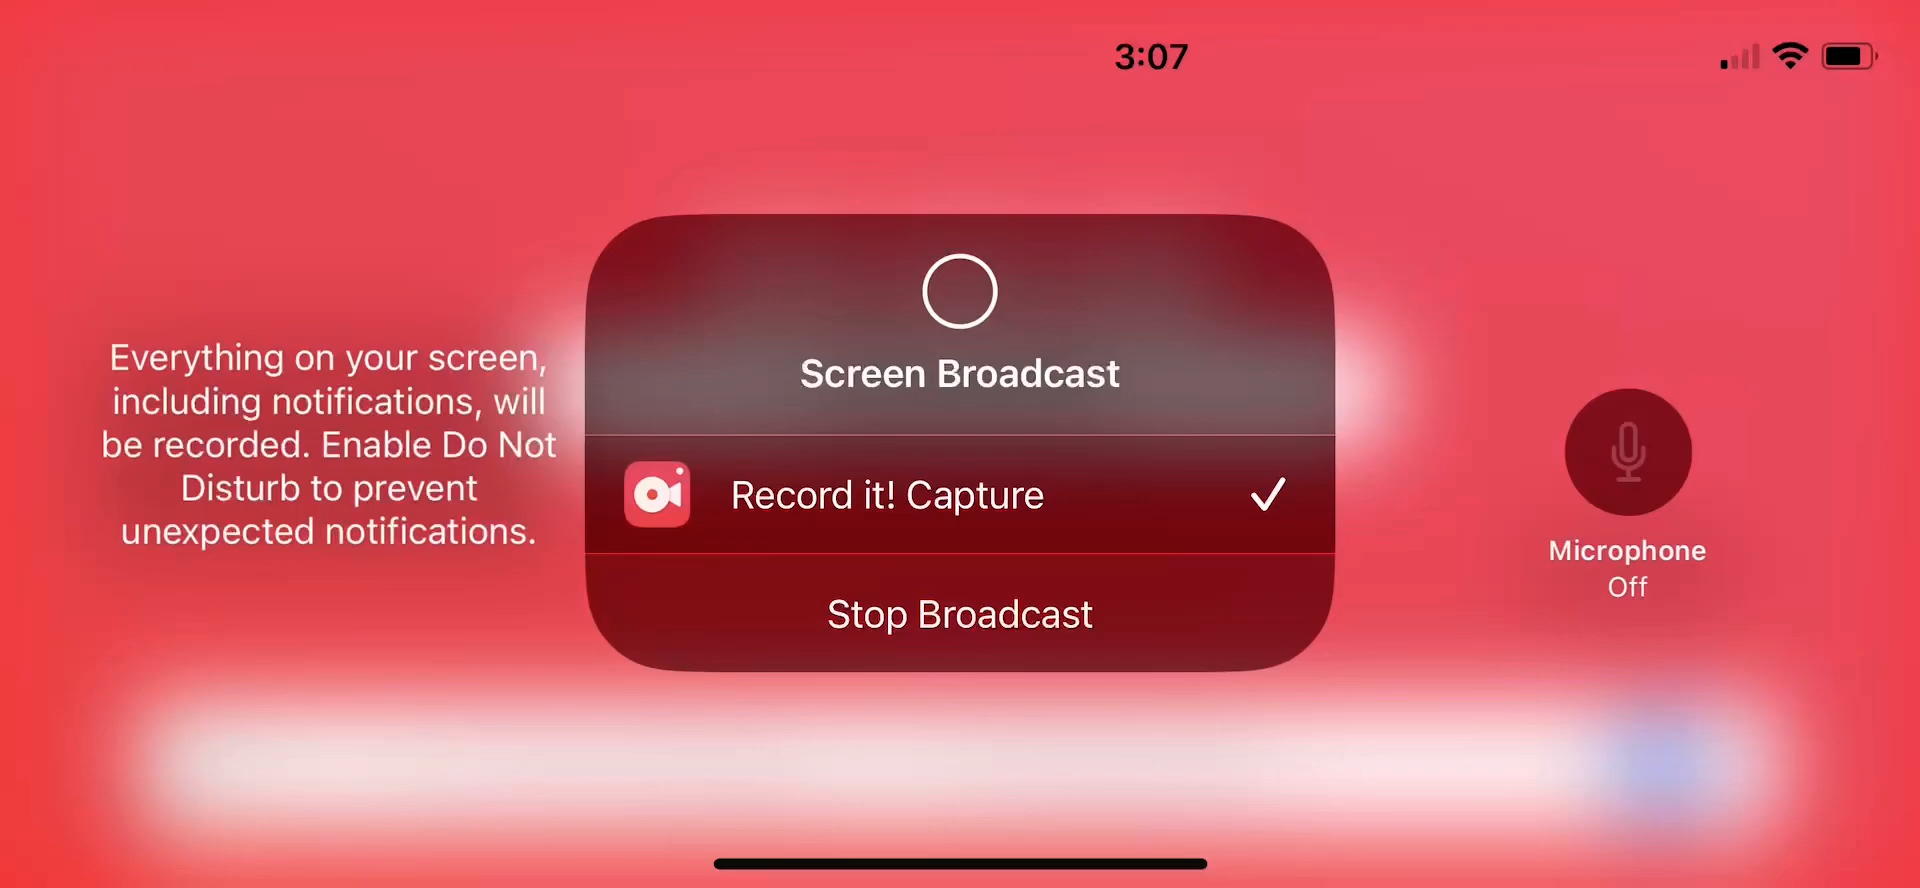 3:07
Everything on your screen,
including notifications, will
be recorded. Enable Do Not
Disturb to prevent
unexpected notifications.
Screen Broadcast
Record it! Capture
Stop Broadcast
Microphone
Off